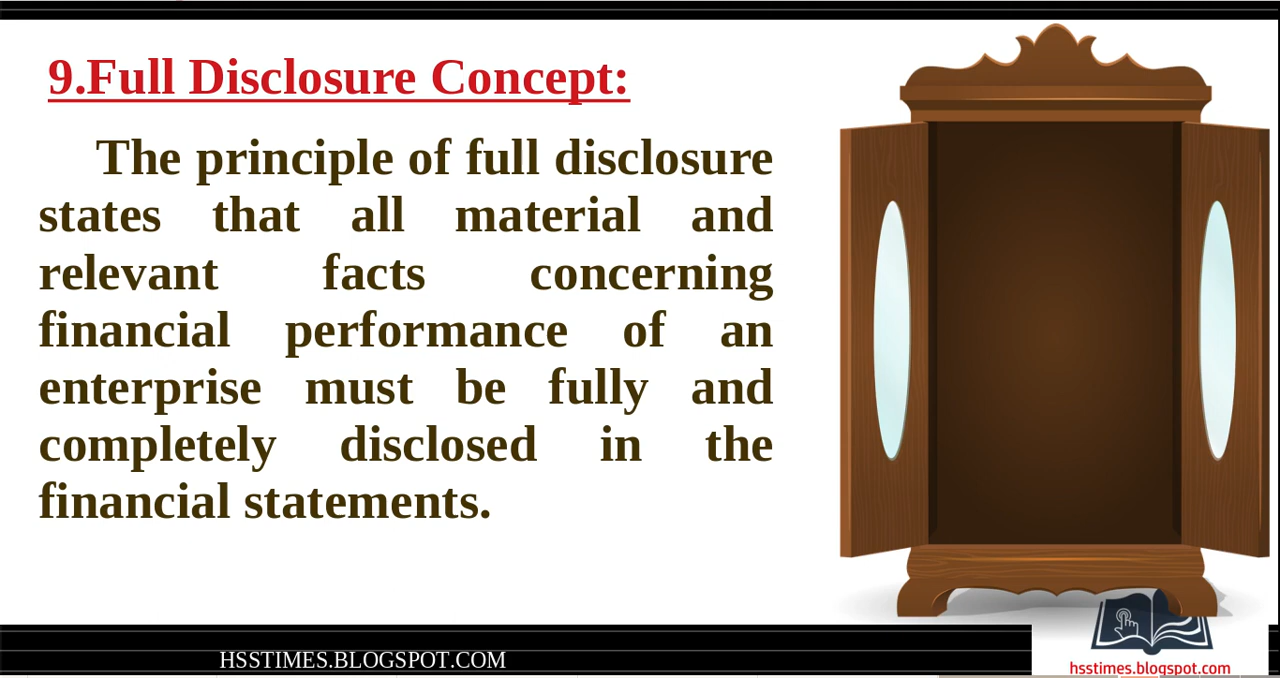 9.Full Disclosure Concept:
The principle of full disclosure
states that all material and
relevant facts concerning
financial performance of an
enterprise must be fully and
completely disclosed in the
financial statements.
HSSTIMES.BLOGSPOT.COM
hsstimes.blogspot.com